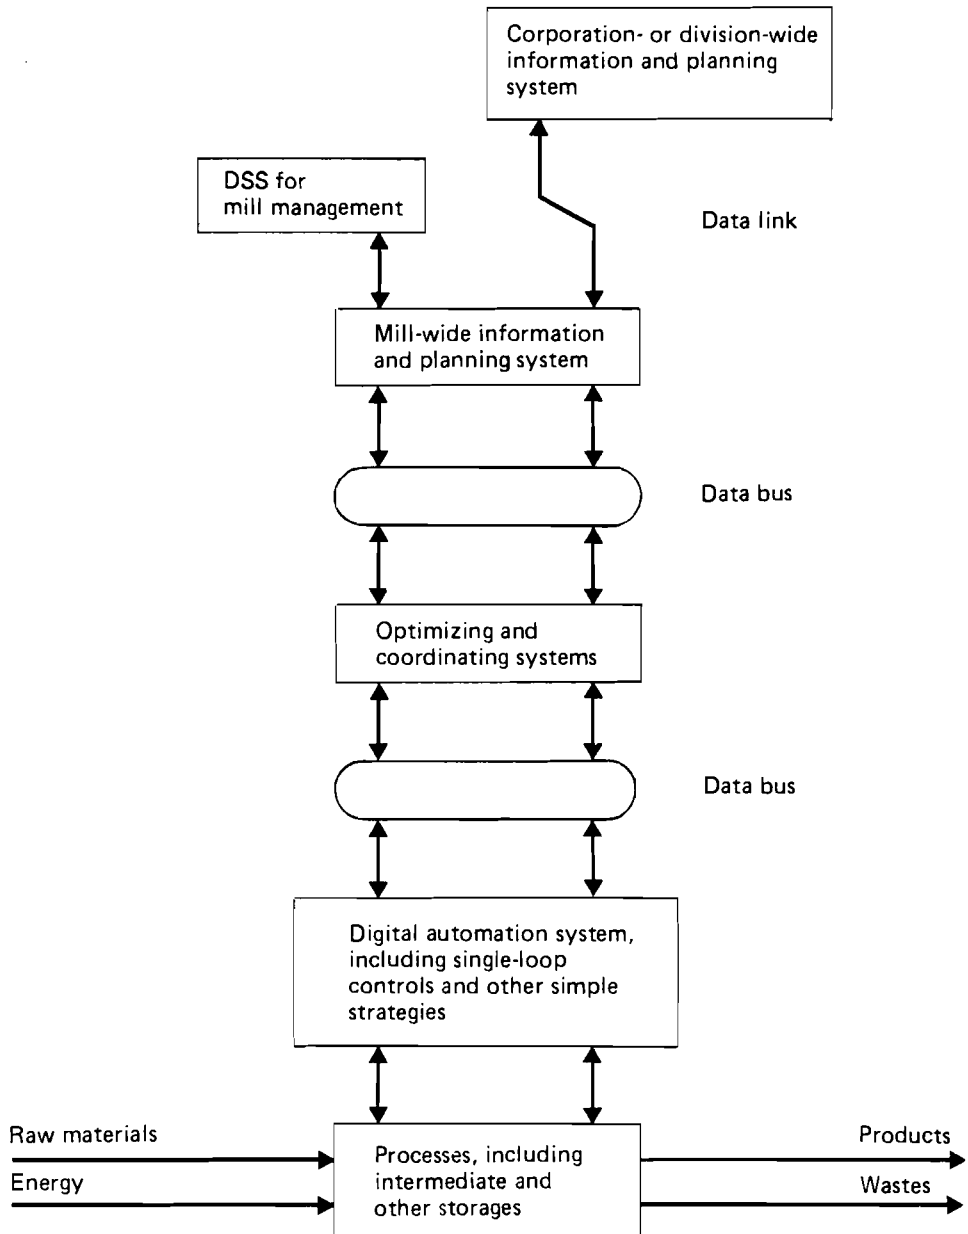 Corporation- or division-wide
information and planning
system
DSS for
mill management
Data link
Mill-wide information
and planning system
Data bus
Optimizing and
coordinating systems
Data bus
Digital automation system,
including single-loop
controls and other simple
strategies
Raw materials
Energy
Processes, including
intermediate and
other storages
Products
Wastes